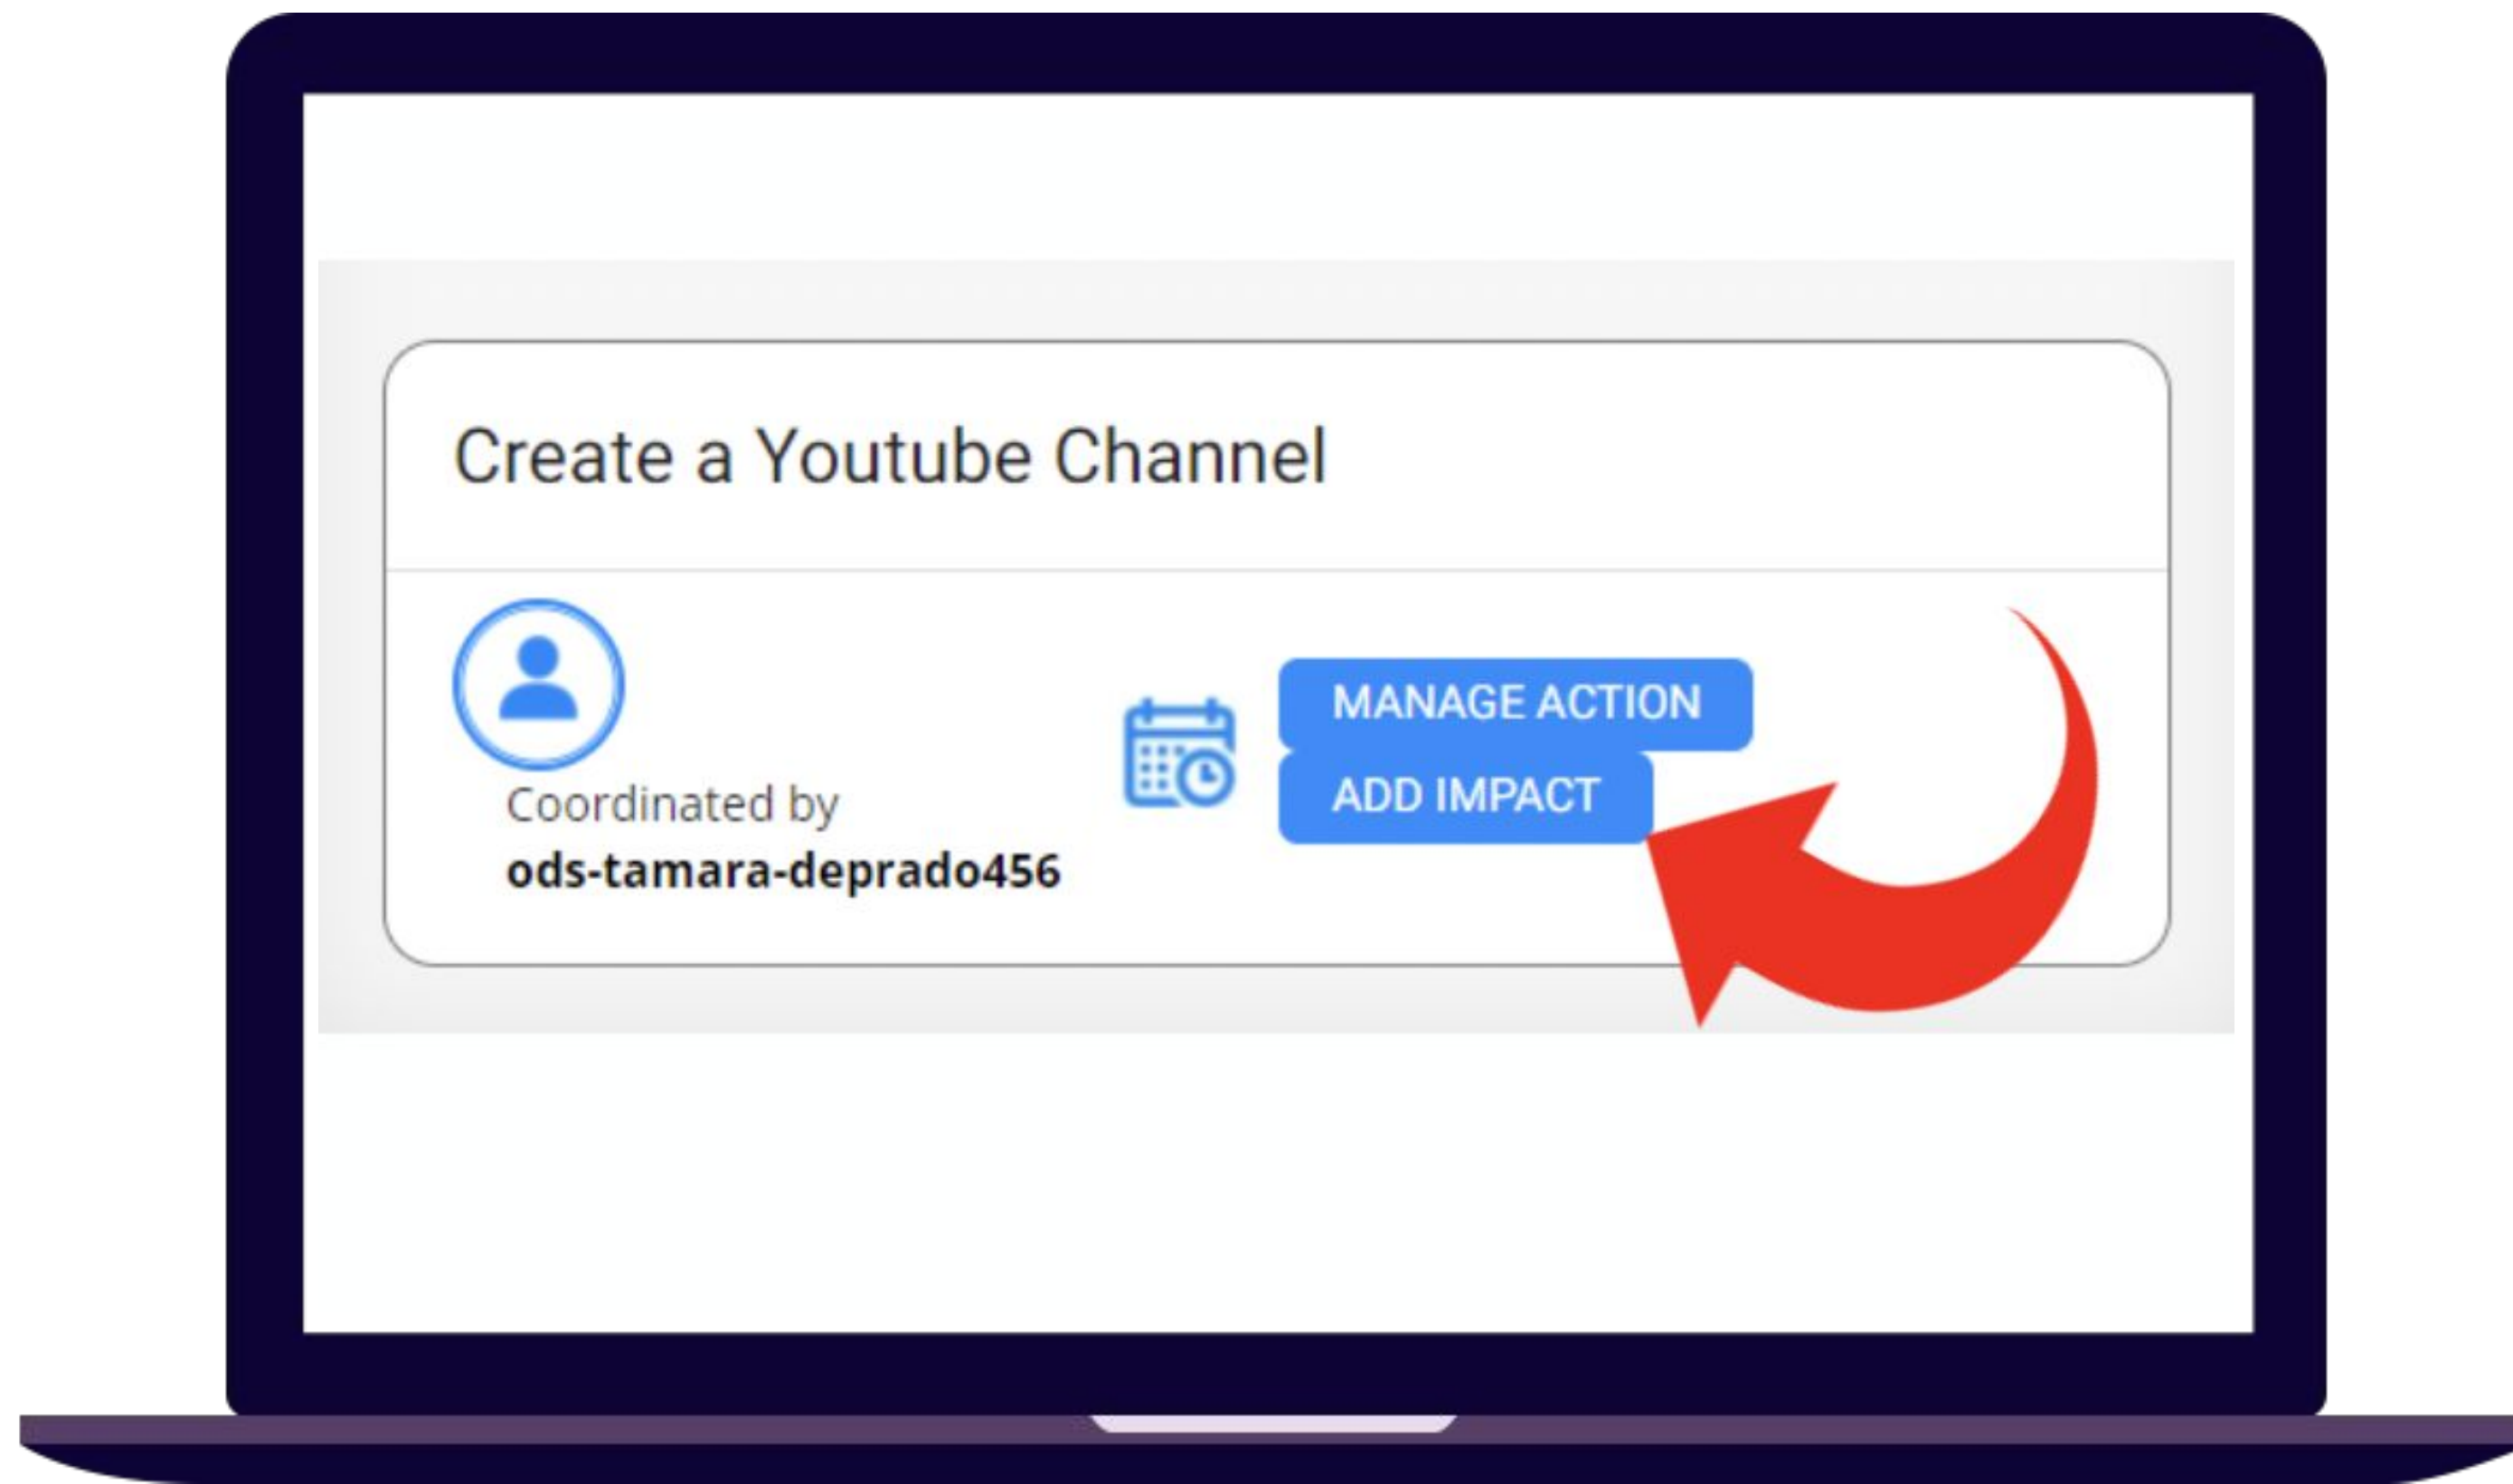 Create a Youtube Channel
MANAGE ACTION
ADD IMPACT
Coordinated by
ods-tamara-deprado456